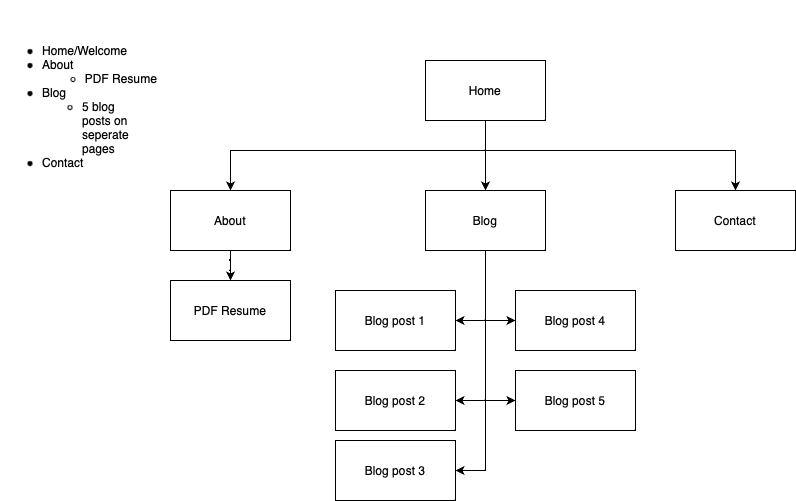 Home/Welcome
About
PDF Resume
Blog
5 blog
posts on
seperate
pages
Contact
Home
About
Blog
Contact
PDF Resume
Blog post 1
Blog post 4
Blog post 2
Blog post 5
Blog post 3